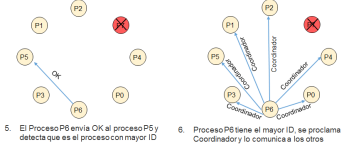 P2
P1
P7
P5
P4
OK
P3
P0
P6
5. El Proceso P6 envía OK al proceso P5 y
detecta que es el proceso con mayor ID
P2
P1
P7
Coordinador
Coordinador
P5
Coordinador
P4
Coordinador
P3
Coordinador
Coordinador
P0
P6
6. Proceso P6 tiene el mayor ID, se proclama
Coordinador y lo comunica a los otros